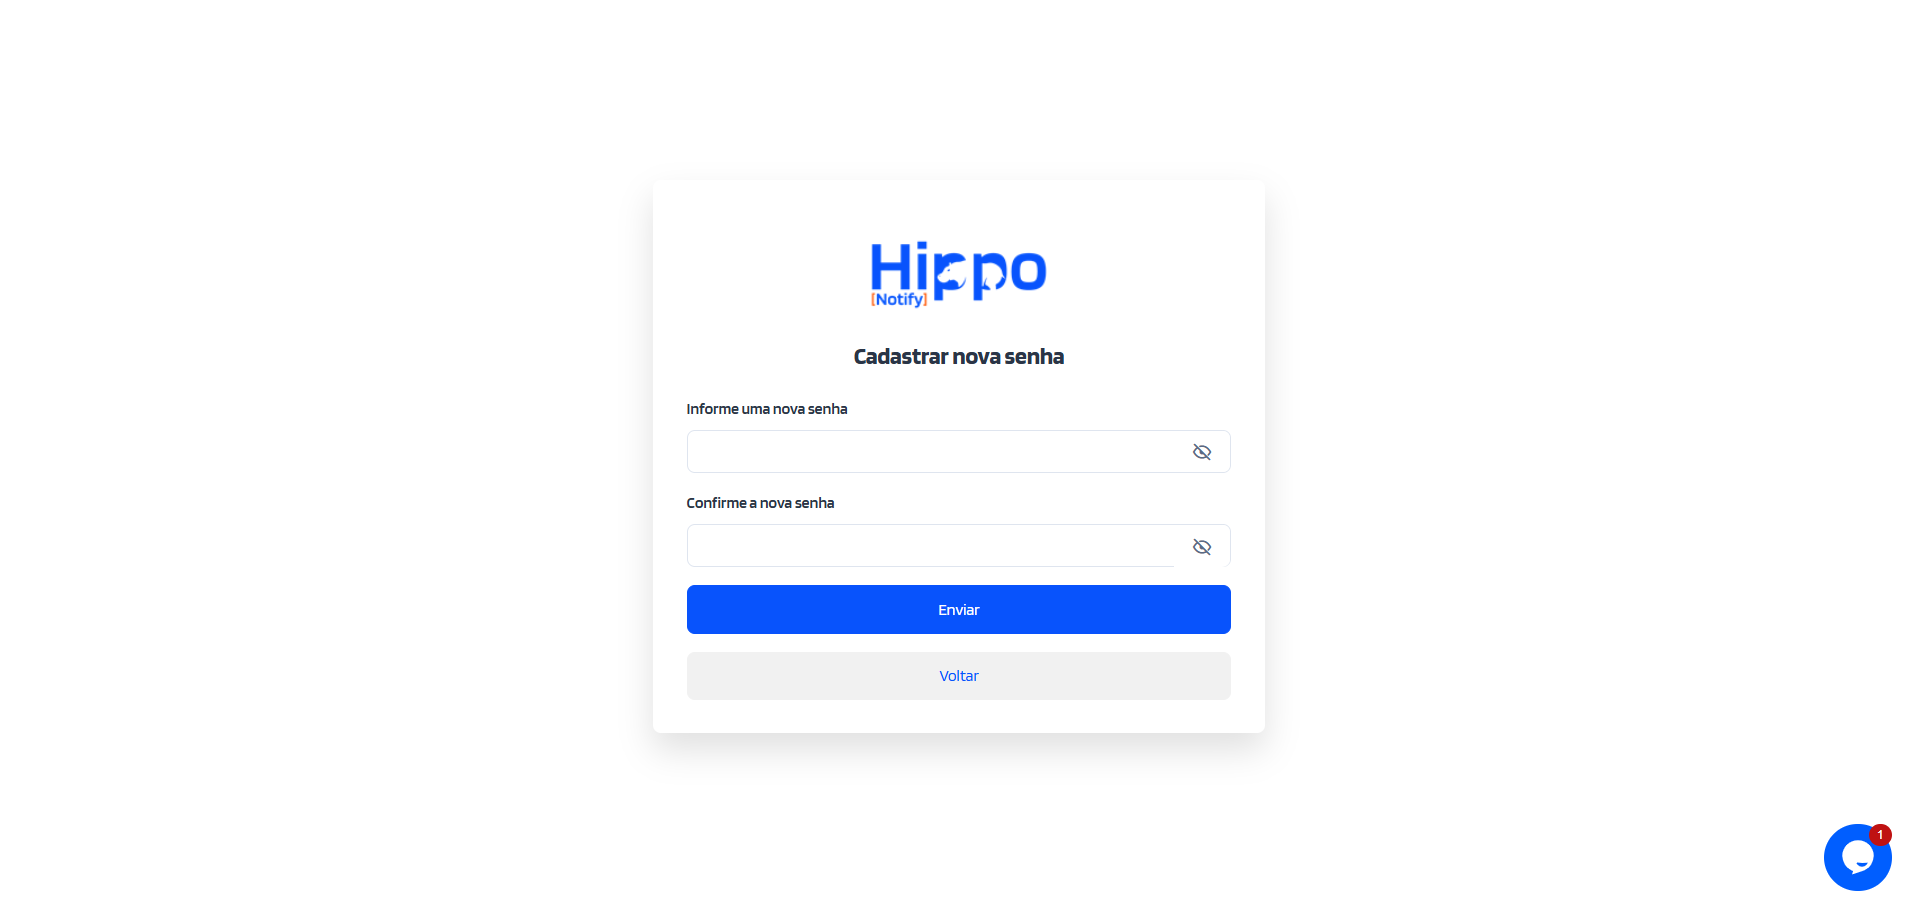 Hippo
[Notify]
Cadastrar nova senha
Informe uma nova senha
Confirme a nova senha
Enviar
Voltar
1